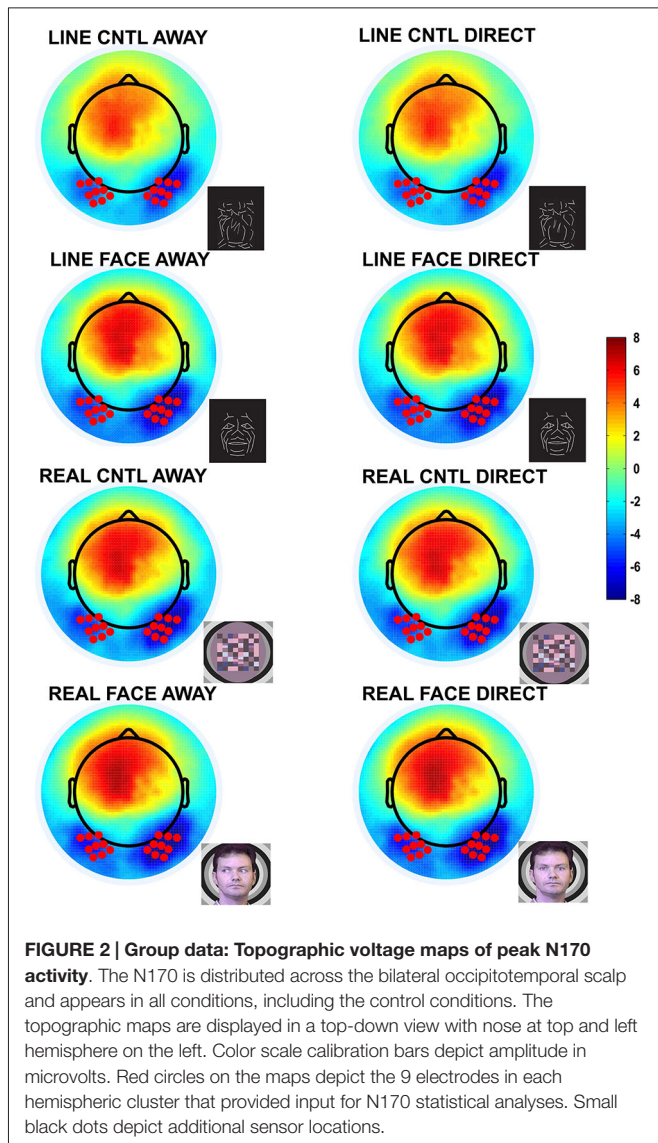 LINE CNTL AWAY
LINE CNTL DIRECT
LINE FACE AWAY
LINE FACE DIRECT
8
6
4
2
0
-2
-4
-6
-8
REAL CNTL AWAY
REAL CNTL DIRECT
REAL FACE AWAY
REAL FACE DIRECT
FIGURE 2 | Group data: Topographic voltage maps of peak N170
activity. The N170 is distributed across the bilateral occipitotemporal scalp
and appears in all conditions, including the control conditions. The
topographic maps are displayed in a top-down view with nose at top and left
hemisphere on the left. Color scale calibration bars depict amplitude in
microvolts. Red circles on the maps depict the 9 electrodes in each
hemispheric cluster that provided input for N170 statistical analyses. Small
black dots depict additional sensor locations.